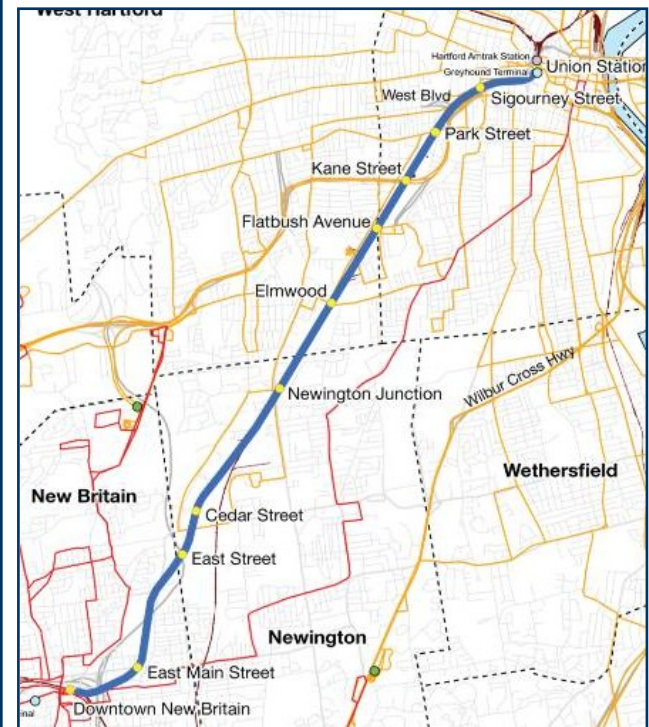 West Hartford
Hartford Amtrak Station
Greyhound Terminal
Union Station
West Blvd
Sigourney Street
Park Street
Kane Street
Flatbush Avenue
Elmwood
Newington Junction
Wilbur Cross Hwy
Wethersfield
New Britain
Cedar Street
East Street
Newington
East Main Street
Downtown New Britain